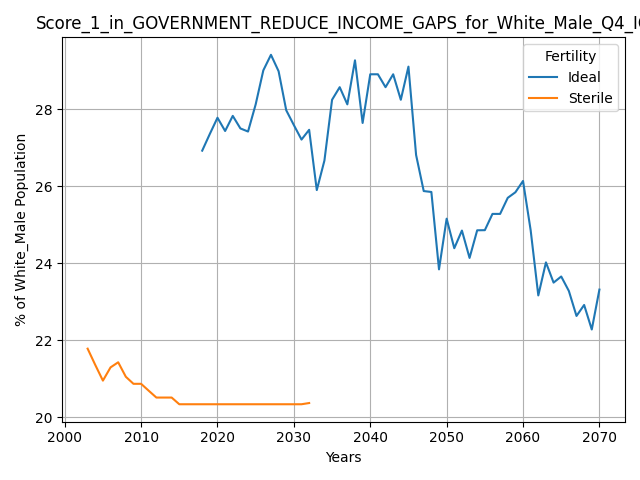 Score_1_in_GOVERNMENT_REDUCE_INCOME_GAPS_for_White_Male_Q4_I
Fertility
Ideal
Sterile
% of White_Male Population
28
26
24
22
20
2000 2010 2020 2030 2040 2050 2060 2070
Years